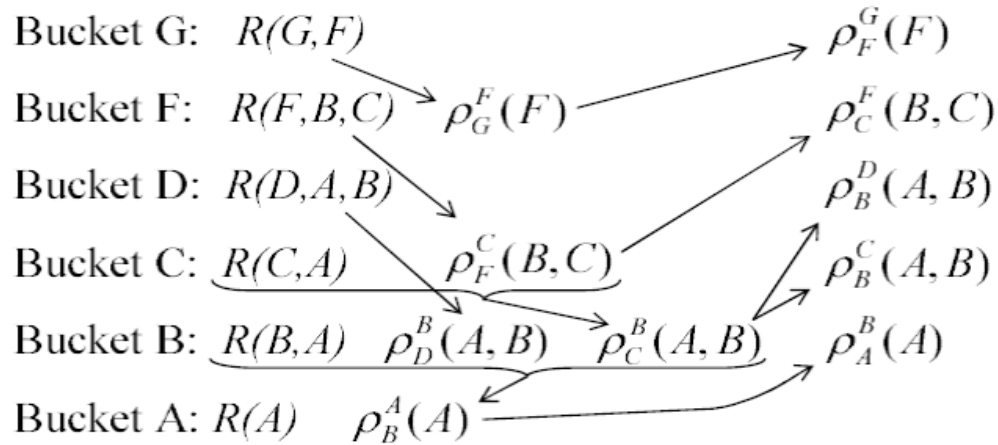 Bucket G: R(G,F) ρ_F^G(F)
Bucket F: R(F,B,C) ρ_G^F(F) ρ_C^F(B,C)
Bucket D: R(D,A,B) ρ_B^D(A,B)
Bucket C: R(C,A) ρ_F^C(B,C) ρ_B^C(A,B)
Bucket B: R(B,A) ρ_D^B(A,B) ρ_C^B(A,B) ρ_A^B(A)
Bucket A: R(A) ρ_B^A(A)